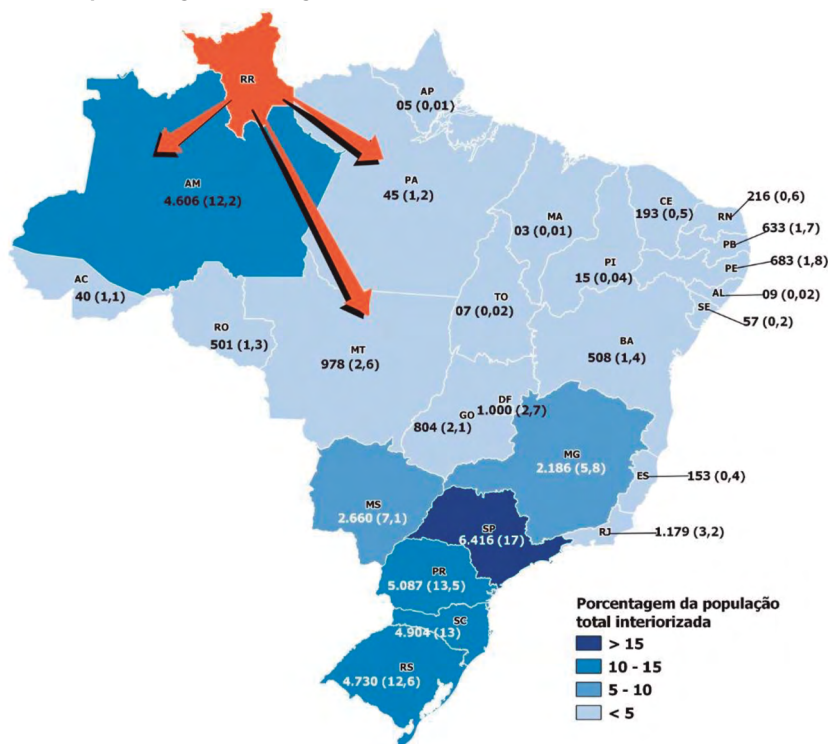 RR
AP
05 (0,01)
AM
4.606 (12,2)
PA
45 (1,2)
MA
03 (0,01)
CE
193 (0,5)
RN
216 (0,6)
PB
633 (1,7)
PI
15 (0,04)
PE
683 (1,8)
AL
09 (0,02)
SE
57 (0,2)
AC
40 (1,1)
TO
07 (0,02)
RO
501 (1,3)
MT
978 (2,6)
BA
508 (1,4)
DF
1.000 (2,7)
GO
804 (2,1)
MG
2.186 (5,8)
ES
153 (0,4)
MS
2.660 (7,1)
SP
6.416 (17)
RJ
1.179 (3,2)
PR
5.087 (13,5)
SC
4.904 (13)
RS
4.730 (12,6)
Porcentagem da população
total interiorizada
> 15
10 - 15
5 - 10
< 5